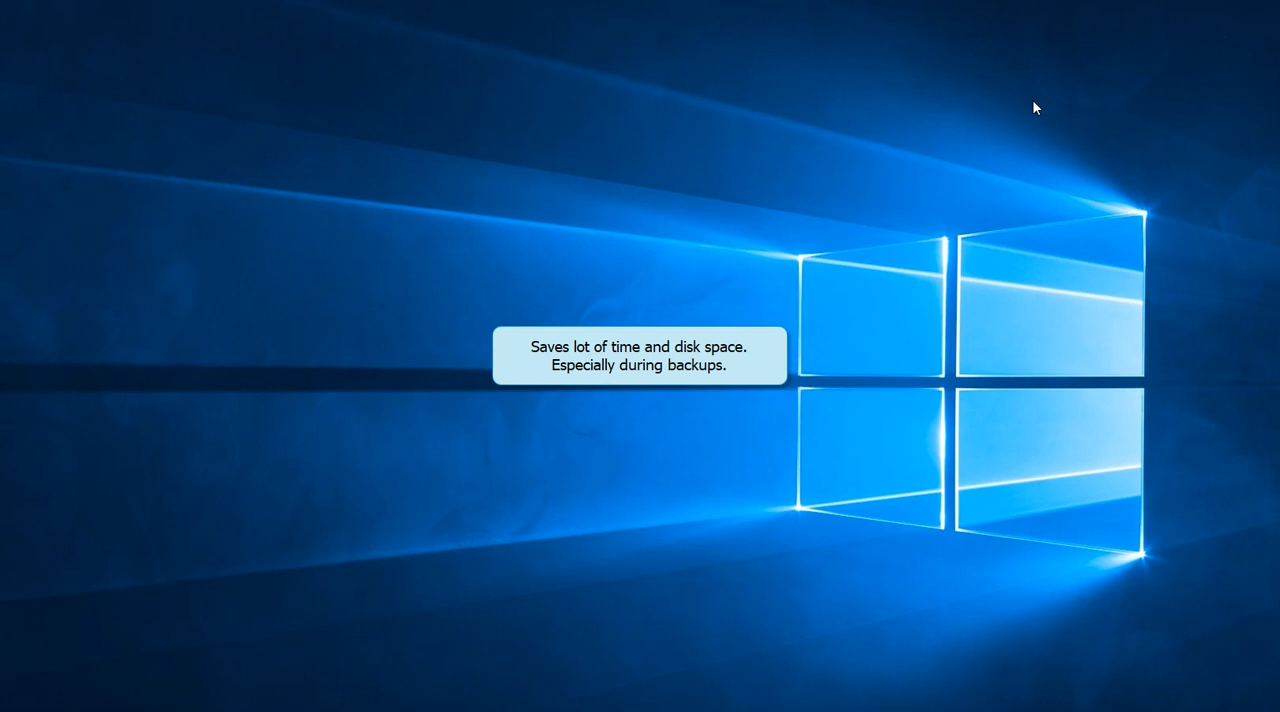 Saves lot of time and disk space.
Especially during backups.